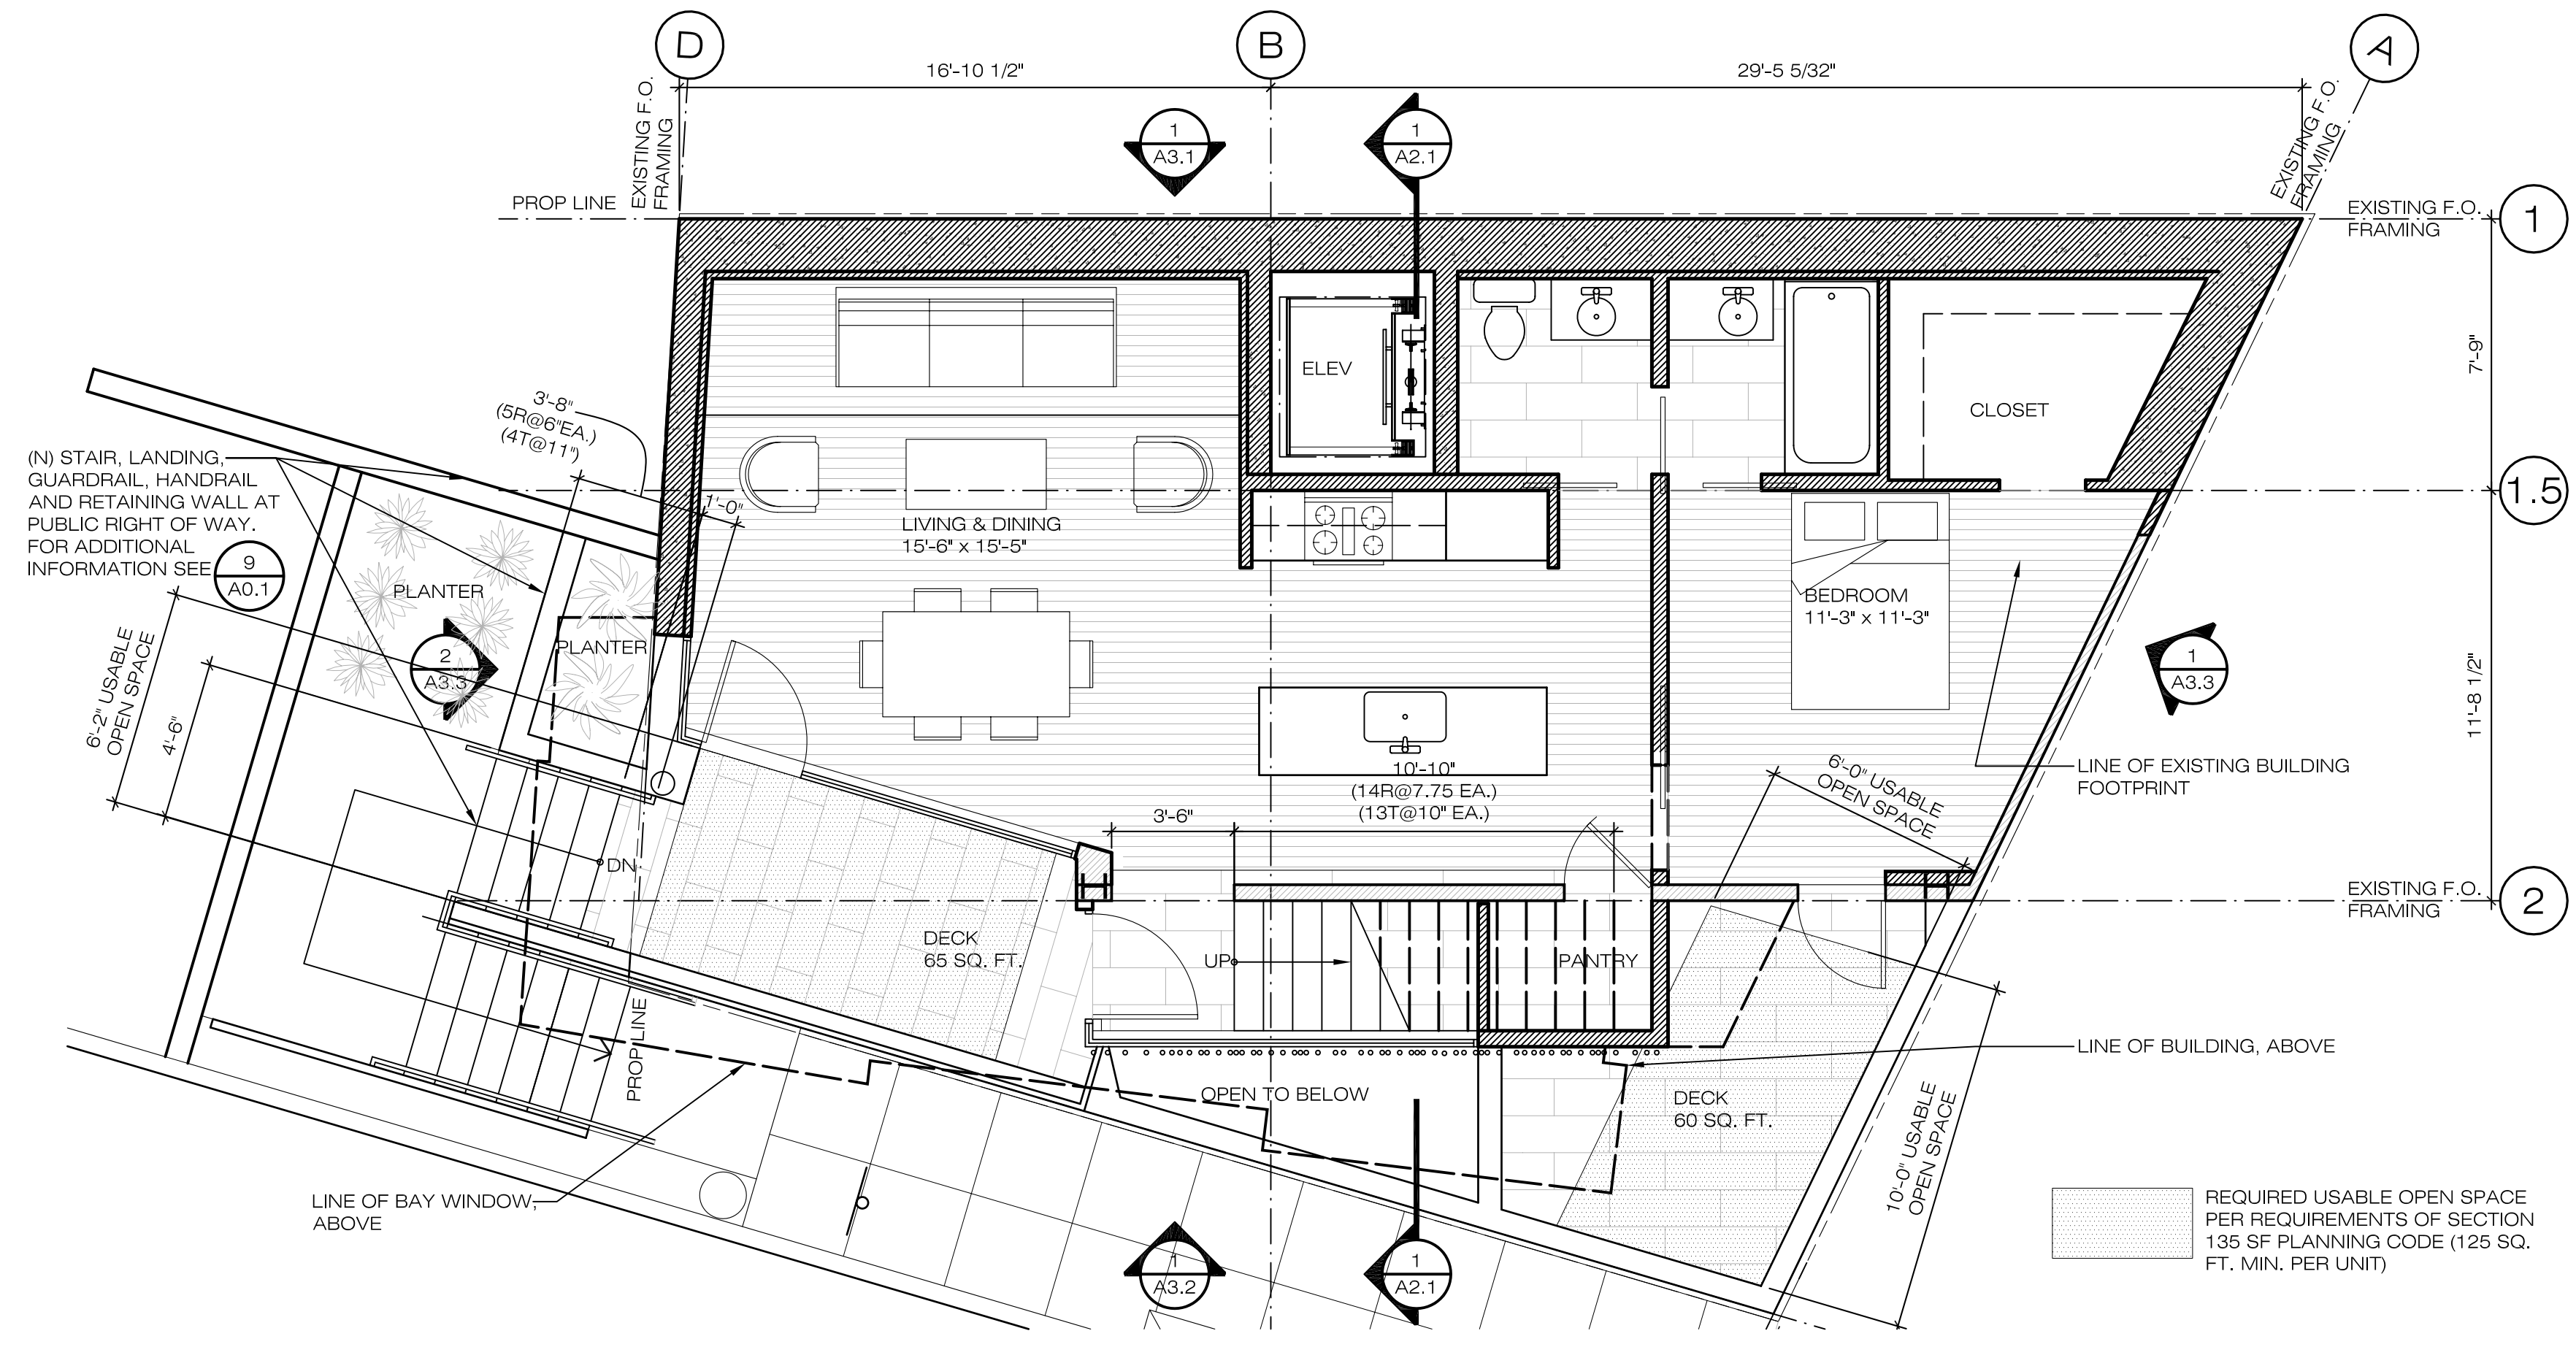 D
B
A
16'-10 1/2"
29'-5 5/32"
EXISTING F.O.
FRAMING
EXISTING F.O.
FRAMING
1
A3.1
1
A2.1
PROP LINE
EXISTING F.O.
FRAMING
1
7'-9"
ELEV
CLOSET
3'-8"
(5R@6"EA.)
(4T@11")
(N) STAIR, LANDING,
GUARDRAIL, HANDRAIL
AND RETAINING WALL AT
PUBLIC RIGHT OF WAY.
FOR ADDITIONAL
INFORMATION SEE
9
A0.1
1'-0"
LIVING & DINING
15'-6" x 15'-5"
1.5
PLANTER
PLANTER
2
A3.3
BEDROOM
11'-3" x 11'-3"
1
A3.3
6'-2" USABLE
OPEN SPACE
4'-6"
11'-8 1/2"
10'-10"
(14R@7.75 EA.)
(13T@10" EA.)
3'-6"
6'-0" USABLE
OPEN SPACE
LINE OF EXISTING BUILDING
FOOTPRINT
DN
EXISTING F.O.
FRAMING
2
DECK
65 SQ. FT.
UP
PANTRY
PROP LINE
LINE OF BUILDING, ABOVE
OPEN TO BELOW
DECK
60 SQ. FT.
10'-0" USABLE
OPEN SPACE
LINE OF BAY WINDOW,
ABOVE
1
A3.2
1
A2.1
REQUIRED USABLE OPEN SPACE
PER REQUIREMENTS OF SECTION
135 SF PLANNING CODE (125 SQ.
FT. MIN. PER UNIT)